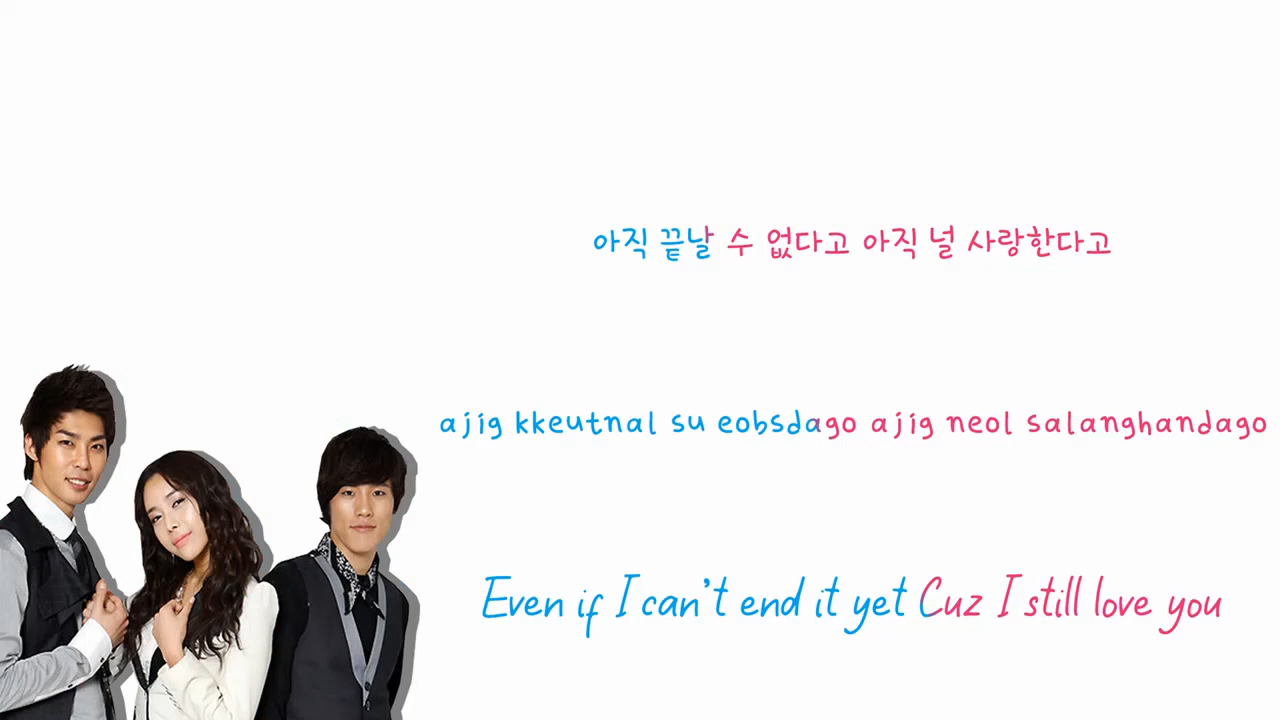 아직 끝날 수 없다고 아직 널 사랑한다고
ajig kkeutnal su eobsdago ajig neol salanghandago
Even if I can't end it yet Cuz I still love you